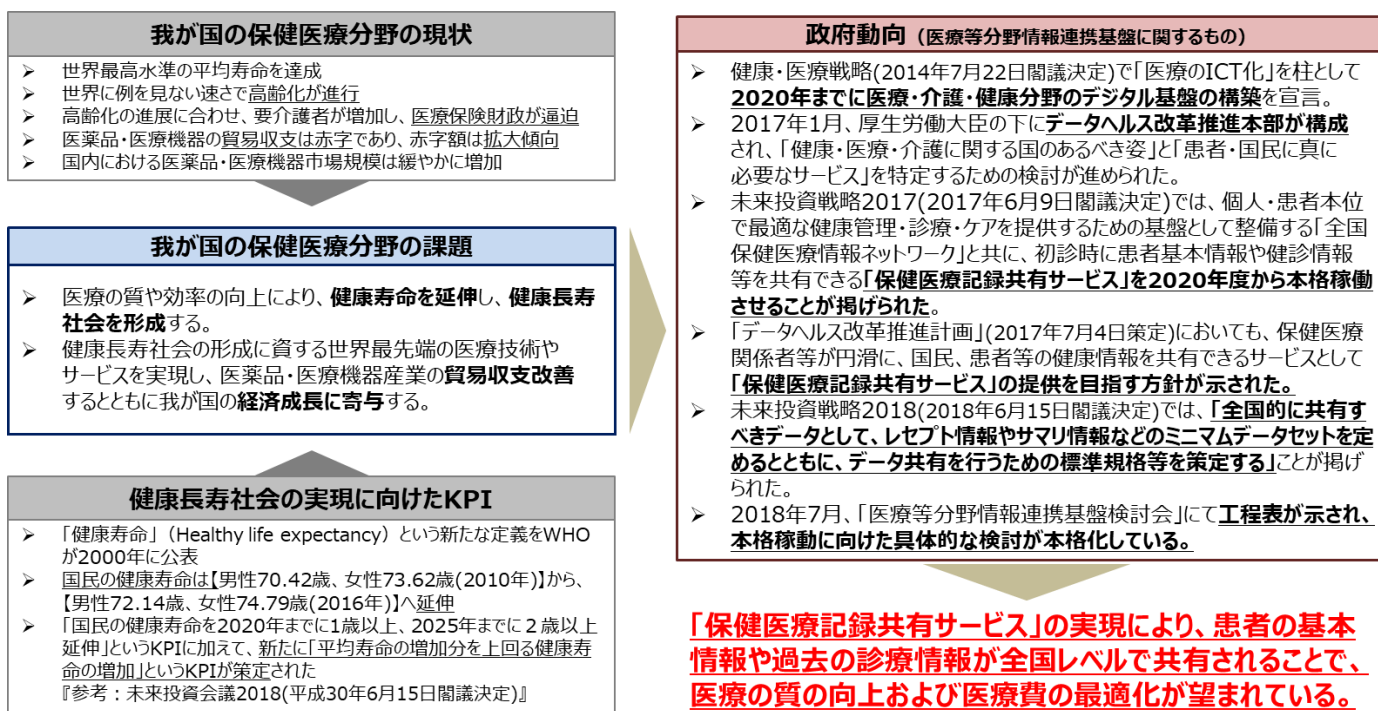 我が国の保健医療分野の現状
➢ 世界最高水準の平均寿命を達成
➢ 世界に例を見ない速さで高齢化が進行
➢ 高齢化の進展に合わせ、要介護者が増加し、医療保険財政が逼迫
➢ 医薬品・医療機器の貿易収支は赤字であり、赤字額は拡大傾向
➢ 国内における医薬品・医療機器市場規模は緩やかに増加
我が国の保健医療分野の課題
➢ 医療の質や効率の向上により、健康寿命を延伸し、健康長寿
社会を形成する。
➢ 健康長寿社会の形成に資する世界最先端の医療技術や
サービスを実現し、医薬品・医療機器産業の貿易収支改善
するとともに我が国の経済成長に寄与する。
健康長寿社会の実現に向けたKPI
➢ 「健康寿命」（Healthy life expectancy）という新たな定義をWHO
が2000年に公表
➢ 国民の健康寿命は【男性70.42歳、女性73.62歳(2010年)】から、
【男性72.14歳、女性74.79歳(2016年)】へ延伸
➢ 「国民の健康寿命を2020年までに1歳以上、2025年までに２歳以上
延伸」というKPIに加えて、新たに「平均寿命の増加分を上回る健康寿
命の増加」というKPIが策定された
『参考：未来投資会議2018(平成30年6月15日閣議決定)』
政府動向（医療等分野情報連携基盤に関するもの）
➢ 健康・医療戦略(2014年7月22日閣議決定)で「医療のICT化」を柱として
2020年までに医療・介護・健康分野のデジタル基盤の構築を宣言。
➢ 2017年1月、厚生労働大臣の下にデータヘルス改革推進本部が構成
され、「健康・医療・介護に関する国のあるべき姿」と「患者・国民に真に
必要なサービス」を特定するための検討が進められた。
➢ 未来投資戦略2017(2017年6月9日閣議決定)では、個人・患者本位
で最適な健康管理・診療・ケアを提供するための基盤として整備する「全国
保健医療情報ネットワーク」と共に、初診時に患者基本情報や健診情報
等を共有できる「保健医療記録共有サービス」を2020年度から本格稼働
させることが掲げられた。
➢ 「データヘルス改革推進計画」(2017年7月4日策定)においても、保健医療
関係者等が円滑に、国民、患者等の健康情報を共有できるサービスとして
「保健医療記録共有サービス」の提供を目指す方針が示された。
➢ 未来投資戦略2018(2018年6月15日閣議決定)では、「全国的に共有す
べきデータとして、レセプト情報やサマリ情報などのミニマムデータセットを定
めるとともに、データ共有を行うための標準規格等を策定する」ことが掲げ
られた。
➢ 2018年7月、「医療等分野情報連携基盤検討会」にて工程表が示され、
本格稼働に向けた具体的な検討が本格化している。
「保健医療記録共有サービス」の実現により、患者の基本
情報や過去の診療情報が全国レベルで共有されることで、
医療の質の向上および医療費の最適化が望まれている。